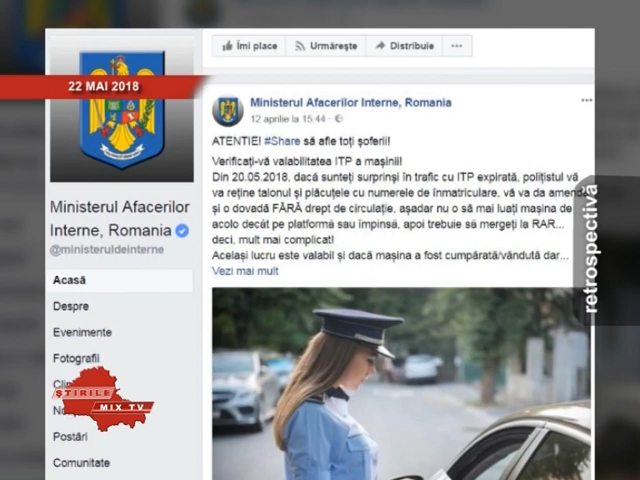 Îmi place
Urmărește
Distribuie
22 MAI 2018
Ministerul Afacerilor Interne, Romania
12 aprilie la 15:44
ATENTIE! #Share să afle toți șoferii!
Verificați-vă valabilitatea ITP a mașinii!
Din 20.05.2018, dacă sunteți surprinși în trafic cu ITP expirată, polițistul vă
va reține talonul și plăcuțele cu numerele de înmatriculare, vă va da amendă
și o dovadă FĂRĂ drept de circulație, așadar nu o să mai luați mașina de
acolo decât pe platformă sau împinsă, apoi trebuie să mergeți la RAR...
deci, mult mai complicat!
Același lucru este valabil și dacă mașina a fost cumpărată/vândută dar...
Vezi mai mult
Ministerul Afacerilor
Interne, Romania
@ministeruldeinterne
Acasă
Despre
Evenimente
Fotografii
ȘTIRILE
MIX TV
Postări
Comunitate
retrospectivă